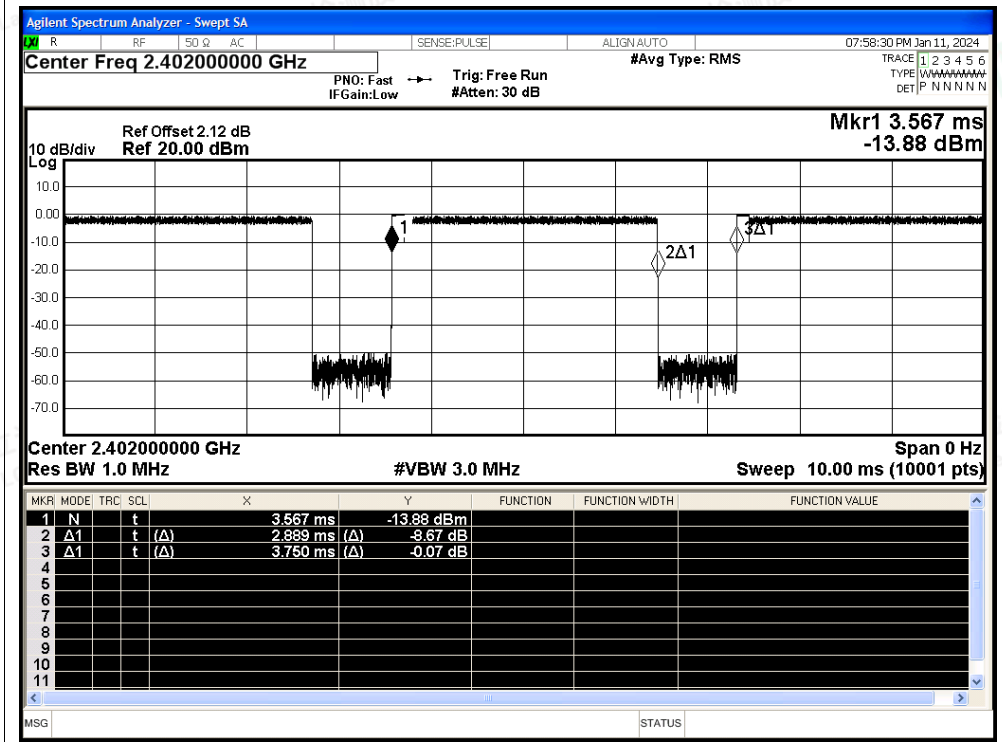 Agilent Spectrum Analyzer - Swept SA
LXI R RF 50 Ω AC SENSE:PULSE ALIGN AUTO 07:58:30 PM Jan 11, 2024
Center Freq 2.402000000 GHz #Avg Type: RMS TRACE 1 2 3 4 5 6
PNO: Fast Trig: Free Run TYPE WWWWWW
IFGain:Low #Atten: 30 dB DET P N N N N N
Mkr1 3.567 ms
Ref Offset 2.12 dB
10 dB/div Ref 20.00 dBm -13.88 dBm
Log
10.0
0.00
1
3Δ1
-10.0
2Δ1
-20.0
-30.0
-40.0
-50.0
-60.0
-70.0
Center 2.402000000 GHz Span 0 Hz
Res BW 1.0 MHz #VBW 3.0 MHz Sweep 10.00 ms (10001 pts)
MKR MODE TRC SCL X Y FUNCTION FUNCTION WIDTH FUNCTION VALUE
1 N t 3.567 ms -13.88 dBm
2 Δ1 t (Δ) 2.889 ms (Δ) -8.67 dB
3 Δ1 t (Δ) 3.750 ms (Δ) -0.07 dB
4
5
6
7
8
9
10
11
MSG STATUS